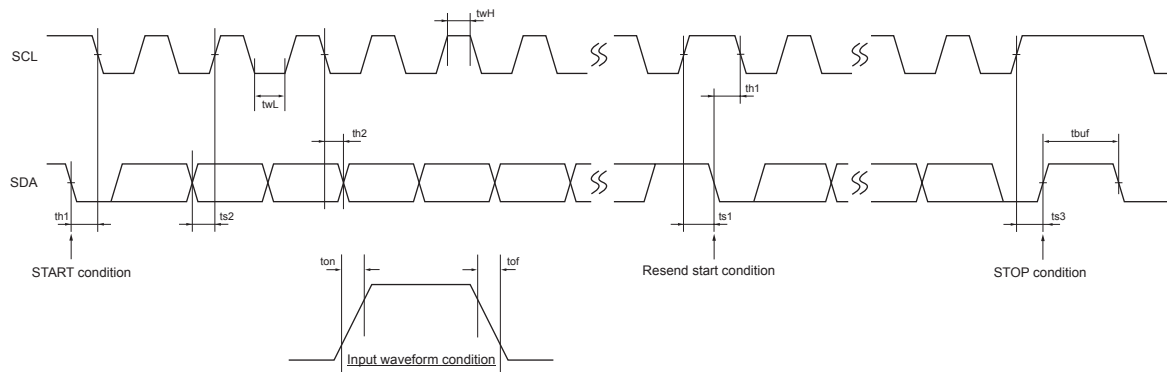 twH
SCL
th1
twL
th2
tbuf
SDA
th1
ts2
ts1
ts3
START condition
ton
tof
Resend start condition
STOP condition
Input waveform condition